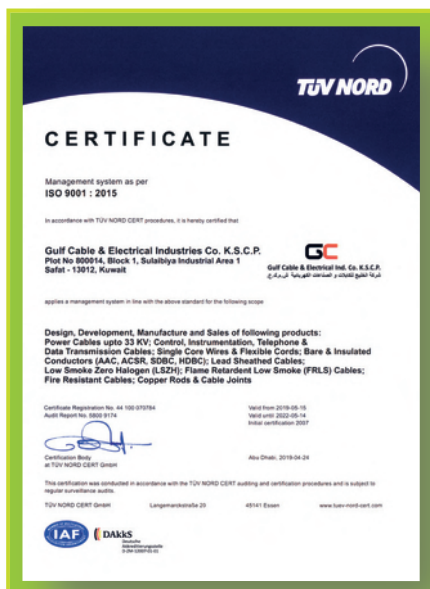 TÜV NORD
CERTIFICATE
Management system as per
ISO 9001 : 2015
In accordance with TÜV NORD CERT procedures, it is hereby certified that
Gulf Cable & Electrical Industries Co. K.S.C.P.
Plot No 800014, Block 1, Sulaibiya Industrial Area 1
Safat - 13012, Kuwait
GC
Gulf Cable & Electrical Ind. Co. K.S.C.P.
شركة الخليج للكابلات و الصناعات الكهربائية ش.م.ك.ع.
applies a management system in line with the above standard for the following scope
Design, Development, Manufacture and Sales of following products:
Power Cables upto 33 KV; Control, Instrumentation, Telephone &
Data Transmission Cables; Single Core Wires & Flexible Cords; Bare & Insulated
Conductors (AAC, ACSR, SDBC, HDBC); Lead Sheathed Cables;
Low Smoke Zero Halogen (LSZH); Flame Retardent Low Smoke (FRLS) Cables;
Fire Resistant Cables; Copper Rods & Cable Joints
Certificate Registration No. 44 100 070784
Audit Report No. 5800 9174
Valid from 2019-05-15
Valid until 2022-05-14
Initial certification 2007
Certification Body
at TÜV NORD CERT GmbH
Abu Dhabi, 2019-04-24
This certification was conducted in accordance with the TÜV NORD CERT auditing and certification procedures and is subject to
regular surveillance audits.
TÜV NORD CERT GmbH Langemarckstraße 20 45141 Essen www.tuev-nord-cert.com
IAF
DAkkS
Deutsche
Akkreditierungsstelle